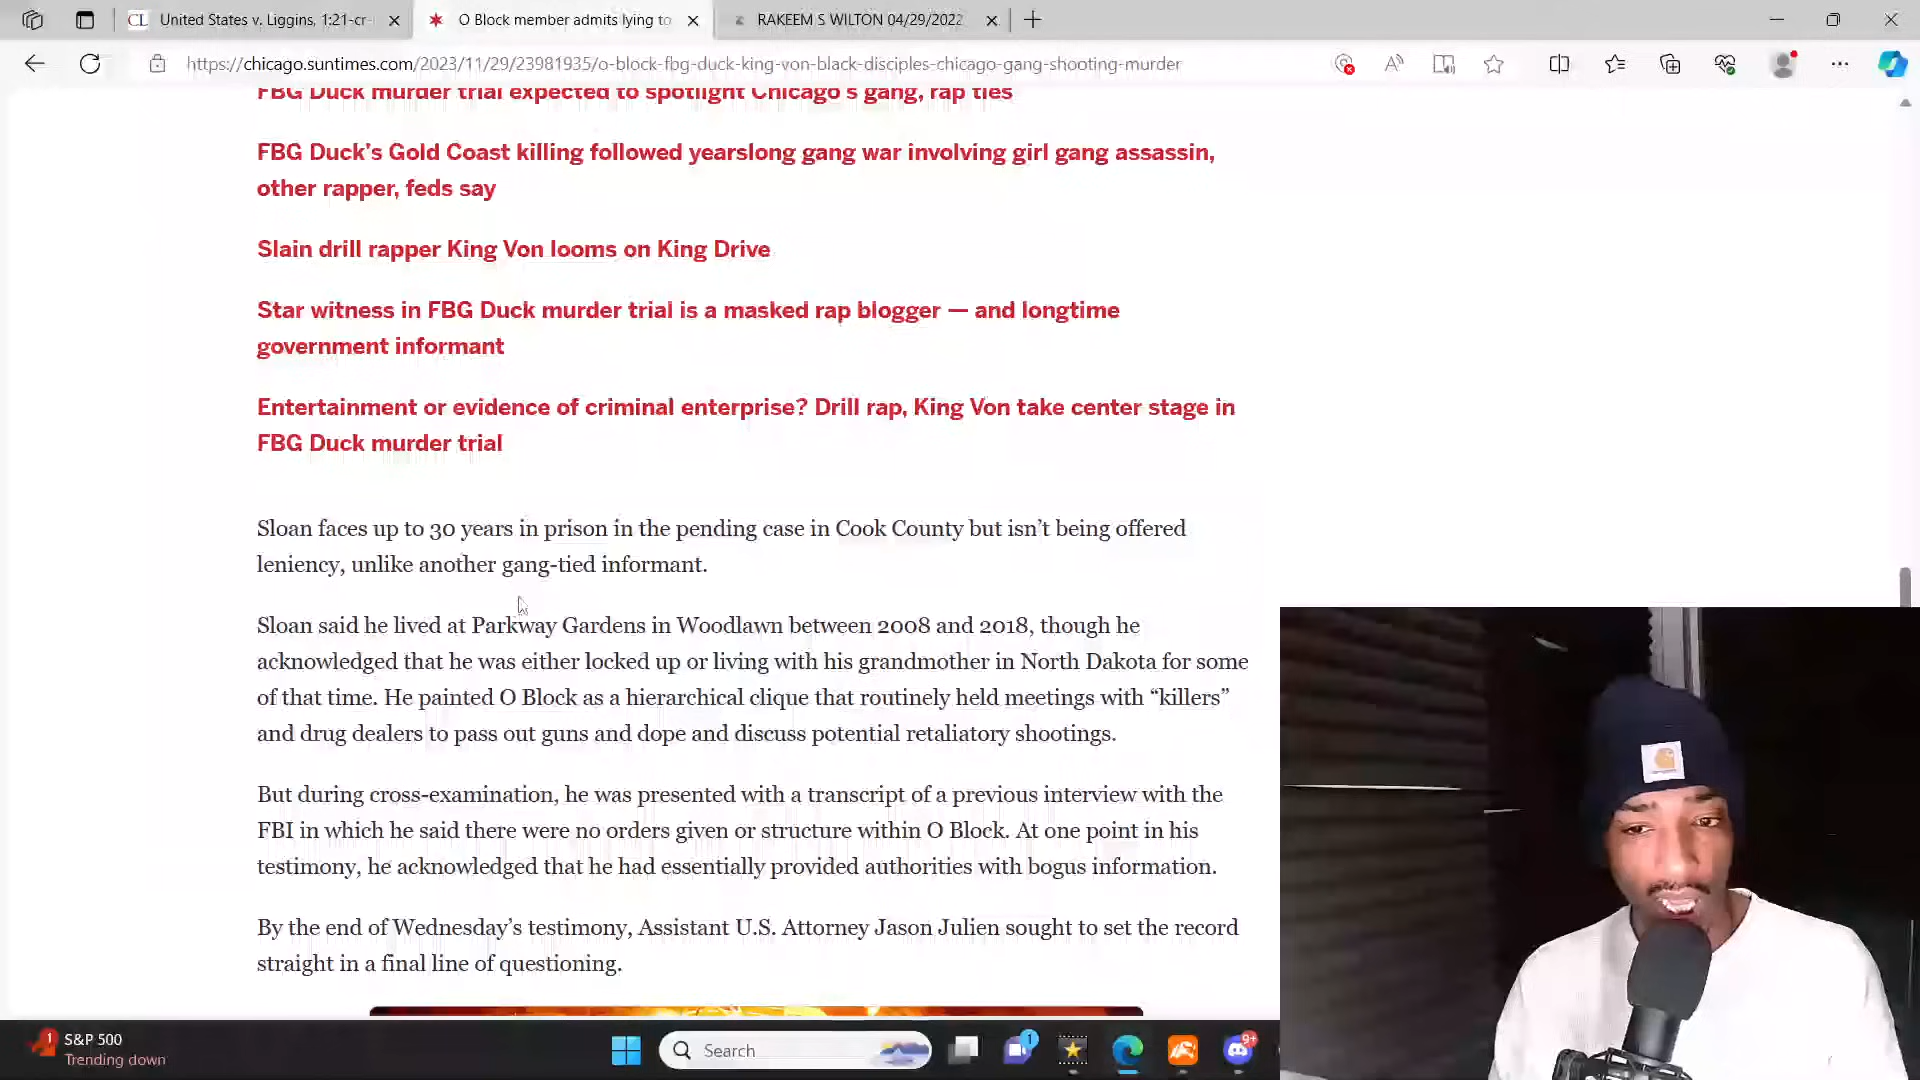 United States v. Liggins, 1:21-cr-
O Block member admits lying to
RAKEEM S WILTON 04/29/2022
https://chicago.suntimes.com/2023/11/29/23981935/o-block-fbg-duck-king-von-black-disciples-chicago-gang-shooting-murder
FBG Duck murder trial expected to spotlight Chicago's gang, rap ties
FBG Duck's Gold Coast killing followed yearslong gang war involving girl gang assassin,
other rapper, feds say
Slain drill rapper King Von looms on King Drive
Star witness in FBG Duck murder trial is a masked rap blogger — and longtime
government informant
Entertainment or evidence of criminal enterprise? Drill rap, King Von take center stage in
FBG Duck murder trial
Sloan faces up to 30 years in prison in the pending case in Cook County but isn't being offered
leniency, unlike another gang-tied informant.
Sloan said he lived at Parkway Gardens in Woodlawn between 2008 and 2018, though he
acknowledged that he was either locked up or living with his grandmother in North Dakota for some
of that time. He painted O Block as a hierarchical clique that routinely held meetings with “killers”
and drug dealers to pass out guns and dope and discuss potential retaliatory shootings.
But during cross-examination, he was presented with a transcript of a previous interview with the
FBI in which he said there were no orders given or structure within O Block. At one point in his
testimony, he acknowledged that he had essentially provided authorities with bogus information.
By the end of Wednesday's testimony, Assistant U.S. Attorney Jason Julien sought to set the record
straight in a final line of questioning.
1
S&P 500
Trending down
Search
1
9+